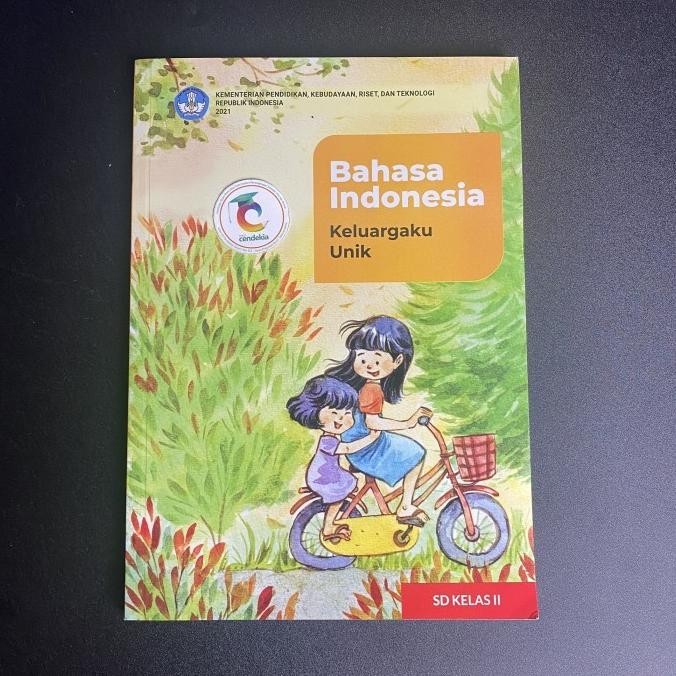 KEMENTERIAN PENDIDIKAN, KEBUDAYAAN, RISET, DAN TEKNOLOGI
REPUBLIK INDONESIA
2021
Bahasa
Indonesia
Keluargaku
Unik
cendekia
SD KELAS II